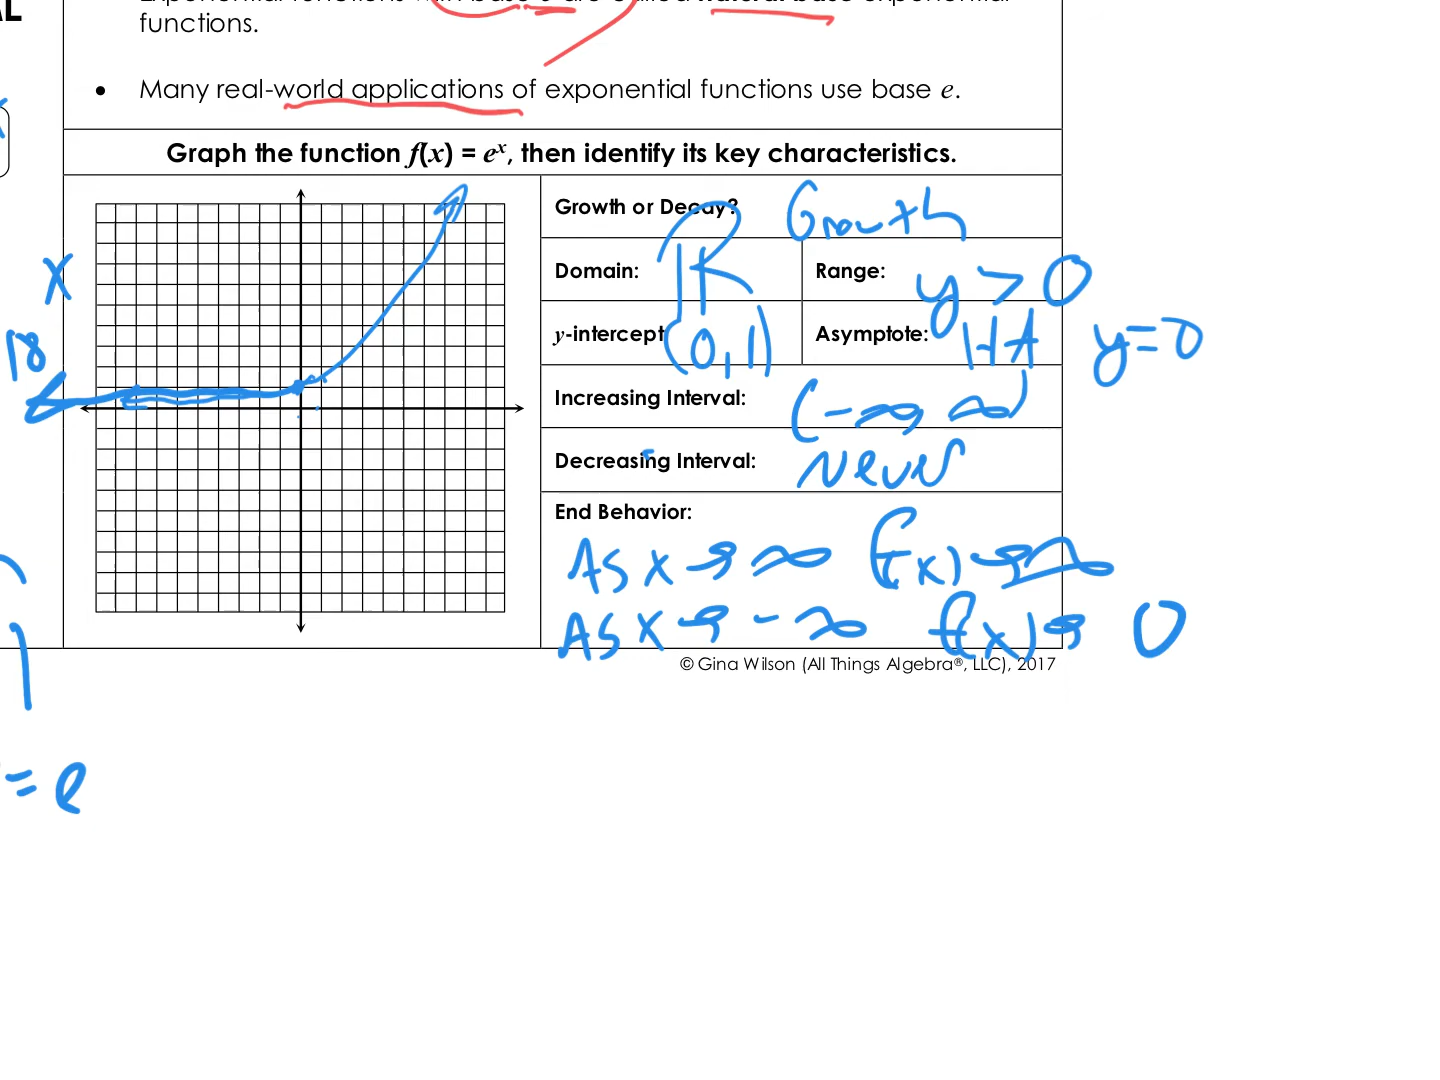 functions.
• Many real-world applications of exponential functions use base e.
Graph the function f(x) = eˣ, then identify its key characteristics.
Growth or Decay? Growth
Domain: ℝ
Range: y > 0
y-intercept (0,1)
Asymptote: HA y=0
Increasing Interval: (-∞, ∞)
Decreasing Interval: Never
End Behavior:
As x → ∞ f(x) → ∞
As x → -∞ f(x) → 0
© Gina Wilson (All Things Algebra®, LLC), 2017
x
18
= e